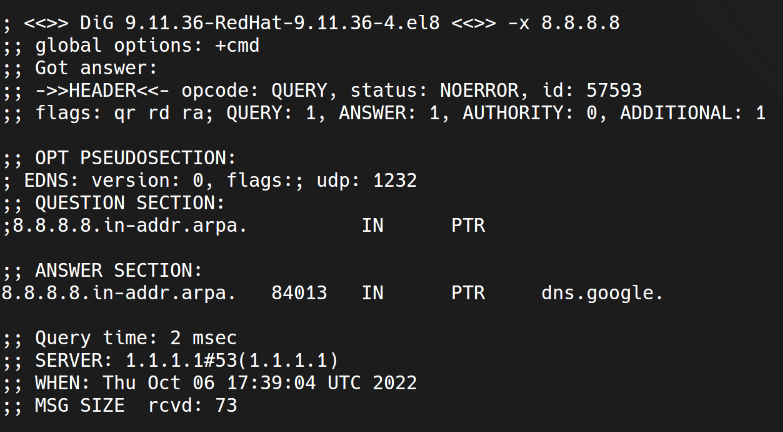 ; <<>> DiG 9.11.36-RedHat-9.11.36-4.el8 <<>> -x 8.8.8.8
;; global options: +cmd
;; Got answer:
;; ->>HEADER<<- opcode: QUERY, status: NOERROR, id: 57593
;; flags: qr rd ra; QUERY: 1, ANSWER: 1, AUTHORITY: 0, ADDITIONAL: 1
;; OPT PSEUDOSECTION:
; EDNS: version: 0, flags:; udp: 1232
;; QUESTION SECTION:
;8.8.8.8.in-addr.arpa. IN PTR
;; ANSWER SECTION:
8.8.8.8.in-addr.arpa. 84013 IN PTR dns.google.
;; Query time: 2 msec
;; SERVER: 1.1.1.1#53(1.1.1.1)
;; WHEN: Thu Oct 06 17:39:04 UTC 2022
;; MSG SIZE rcvd: 73